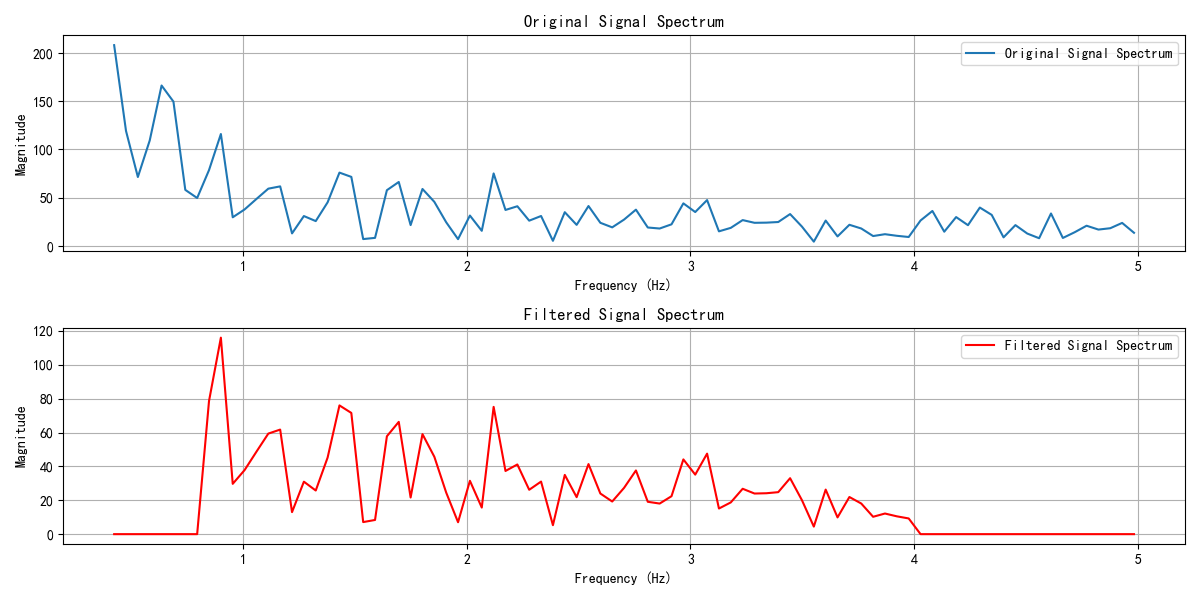 Original Signal Spectrum
Original Signal Spectrum
200
150
100
50
0
Magnitude
1 2 3 4 5
Frequency (Hz)
Filtered Signal Spectrum
Filtered Signal Spectrum
120
100
80
60
40
20
0
Magnitude
1 2 3 4 5
Frequency (Hz)